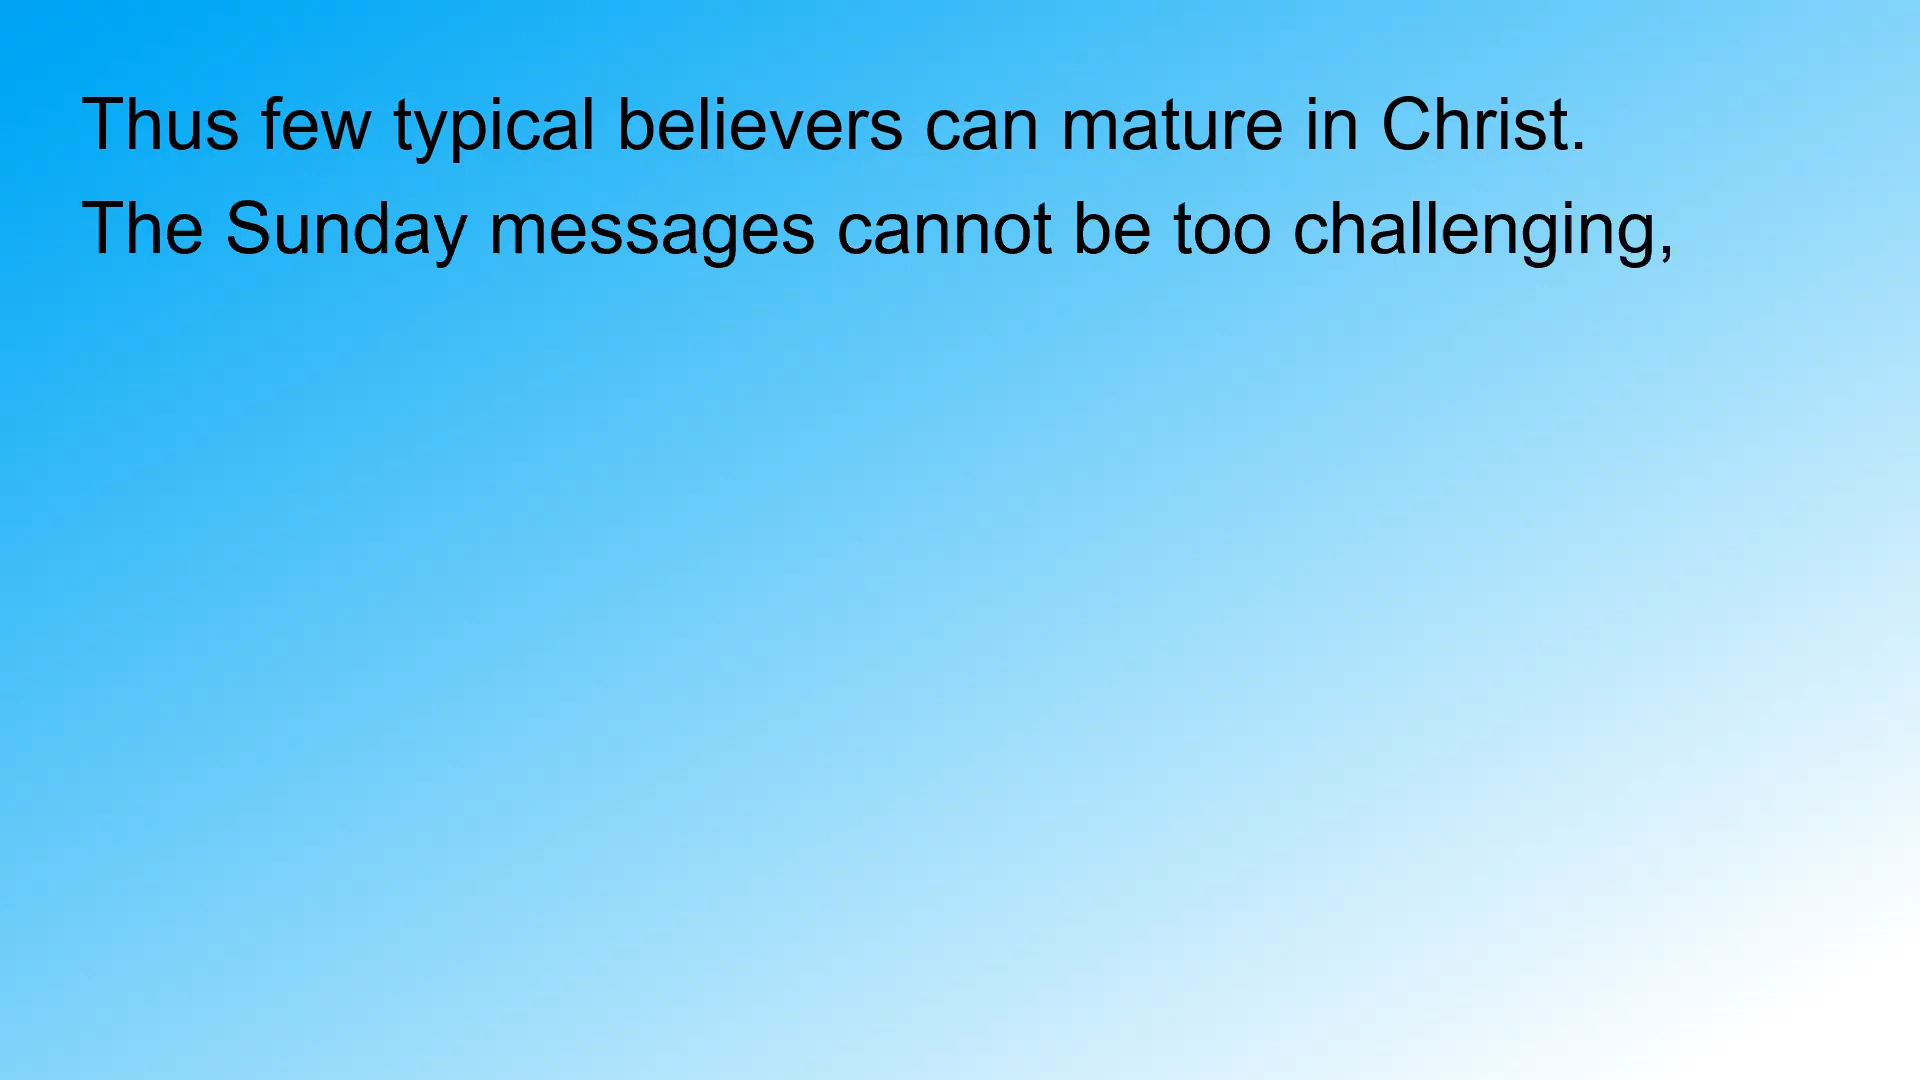 Thus few typical believers can mature in Christ.
The Sunday messages cannot be too challenging,